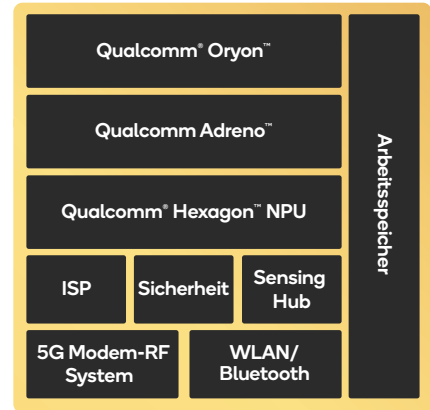 Qualcomm® Oryon™
Qualcomm Adreno™
Qualcomm® Hexagon™ NPU
ISP
Sicherheit
Sensing
Hub
5G Modem-RF
System
WLAN/
Bluetooth
Arbeitsspeicher